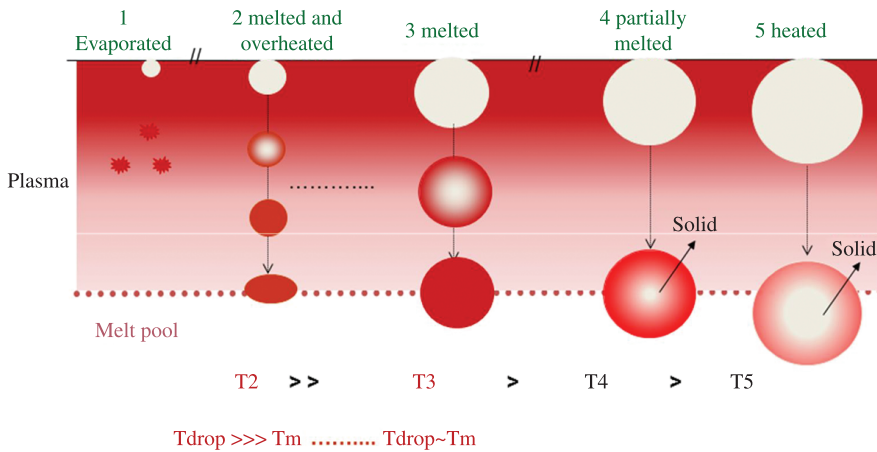 1
Evaporated
//
2 melted and
overheated
3 melted
//
4 partially
melted
5 heated
Plasma
Solid
Solid
Melt pool
T2 >> T3 > T4 > T5
Tdrop >>> Tm .......... Tdrop~Tm